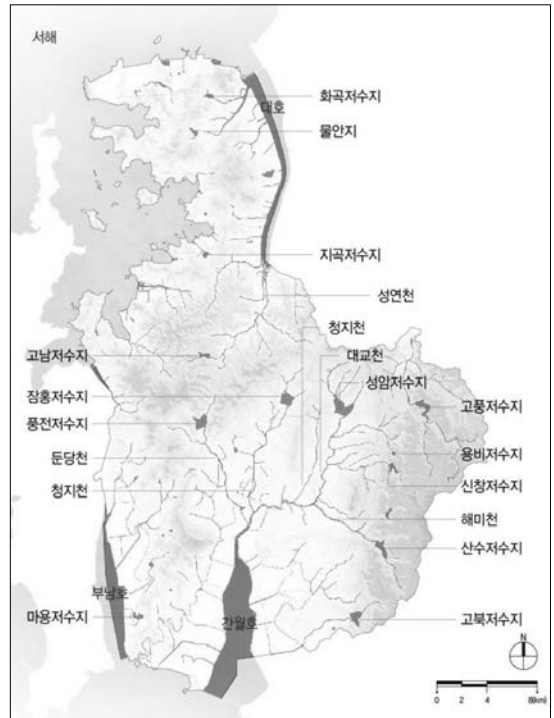 서해
화곡저수지
대호
물안지
지곡저수지
성연천
청지천
고남저수지
대교천
성암저수지
잠홍저수지
고풍저수지
풍전저수지
둔당천
용비저수지
신창저수지
청지천
해미천
산수저수지
부남호
마용저수지
간월호
고북저수지
N
0 2 4 8(km)